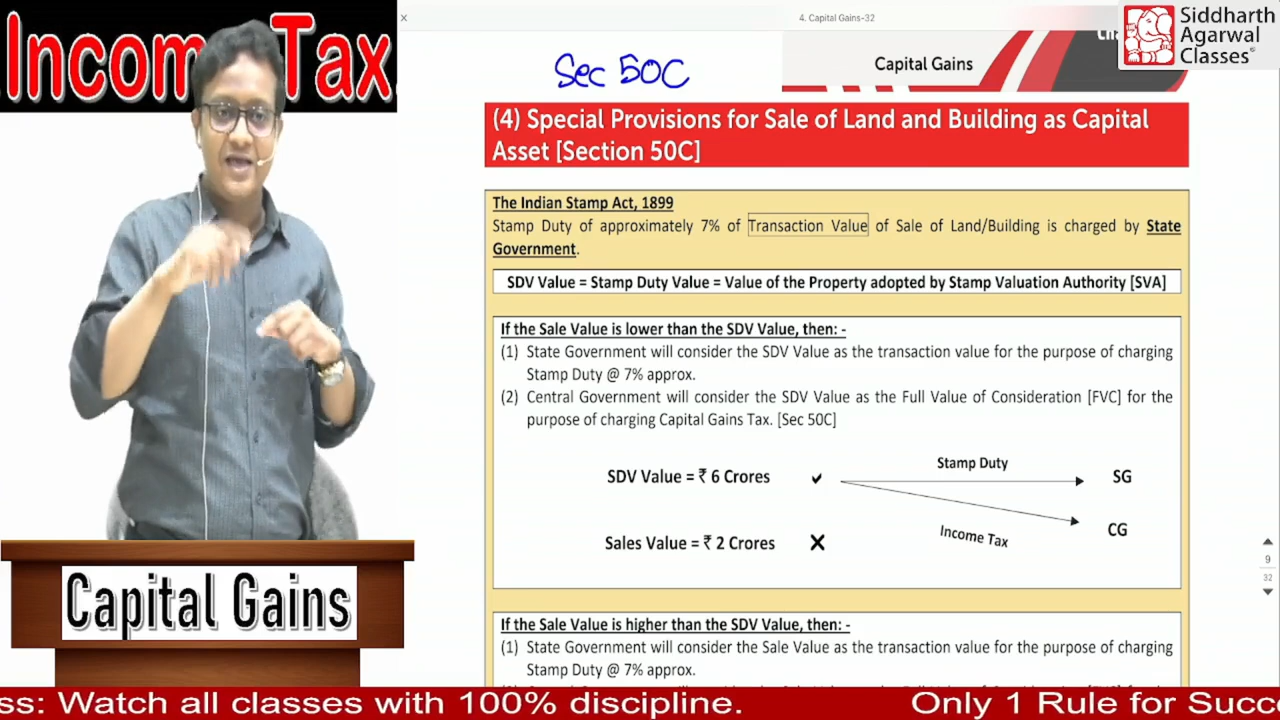 Income Tax
4. Capital Gains-32
Siddharth
Agarwal
Classes
Sec 50C
Capital Gains
(4) Special Provisions for Sale of Land and Building as Capital
Asset [Section 50C]
The Indian Stamp Act, 1899
Stamp Duty of approximately 7% of Transaction Value of Sale of Land/Building is charged by State
Government.
SDV Value = Stamp Duty Value = Value of the Property adopted by Stamp Valuation Authority [SVA]
If the Sale Value is lower than the SDV Value, then: -
(1) State Government will consider the SDV Value as the transaction value for the purpose of charging
Stamp Duty @ 7% approx.
(2) Central Government will consider the SDV Value as the Full Value of Consideration [FVC] for the
purpose of charging Capital Gains Tax. [Sec 50C]
Stamp Duty
SDV Value = ₹ 6 Crores ✓ SG
Income Tax CG
Sales Value = ₹ 2 Crores X
9
32
Capital Gains
If the Sale Value is higher than the SDV Value, then: -
(1) State Government will consider the Sale Value as the transaction value for the purpose of charging
Stamp Duty @ 7% approx.
ss: Watch all classes with 100% discipline. Only 1 Rule for Succe